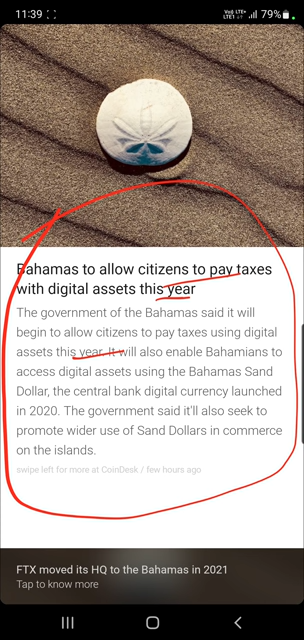 11:39
Vo) LTE+
LTE1 79%
Bahamas to allow citizens to pay taxes
with digital assets this year
The government of the Bahamas said it will
begin to allow citizens to pay taxes using digital
assets this year. It will also enable Bahamians to
access digital assets using the Bahamas Sand
Dollar, the central bank digital currency launched
in 2020. The government said it'll also seek to
promote wider use of Sand Dollars in commerce
on the islands.
swipe left for more at CoinDesk / few hours ago
FTX moved its HQ to the Bahamas in 2021
Tap to know more